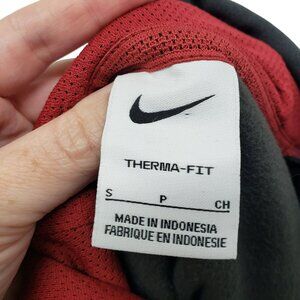 THERMA-FIT
S P CH
MADE IN INDONESIA
FABRIQUE EN INDONESIE